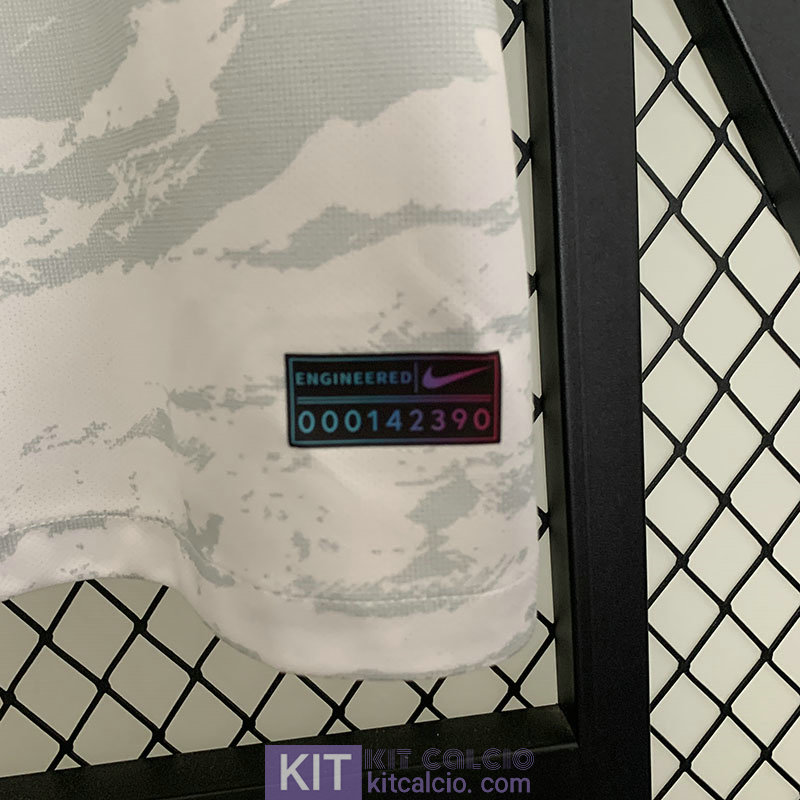 ENGINEERED
000142390
KIT
KIT CALCIO
kitcalcio.com